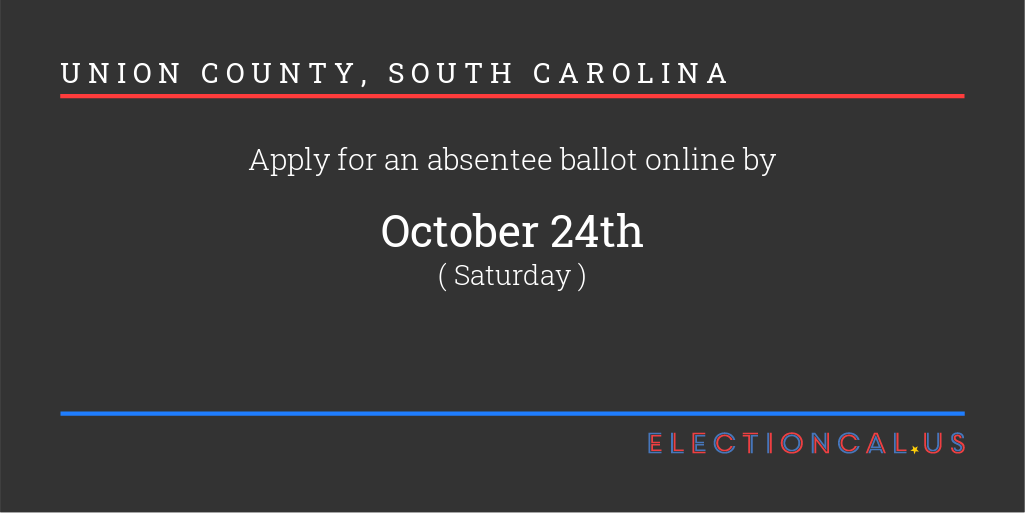 UNION COUNTY, SOUTH CAROLINA
Apply for an absentee ballot online by
October 24th
( Saturday )
ELECTIONCAL.US